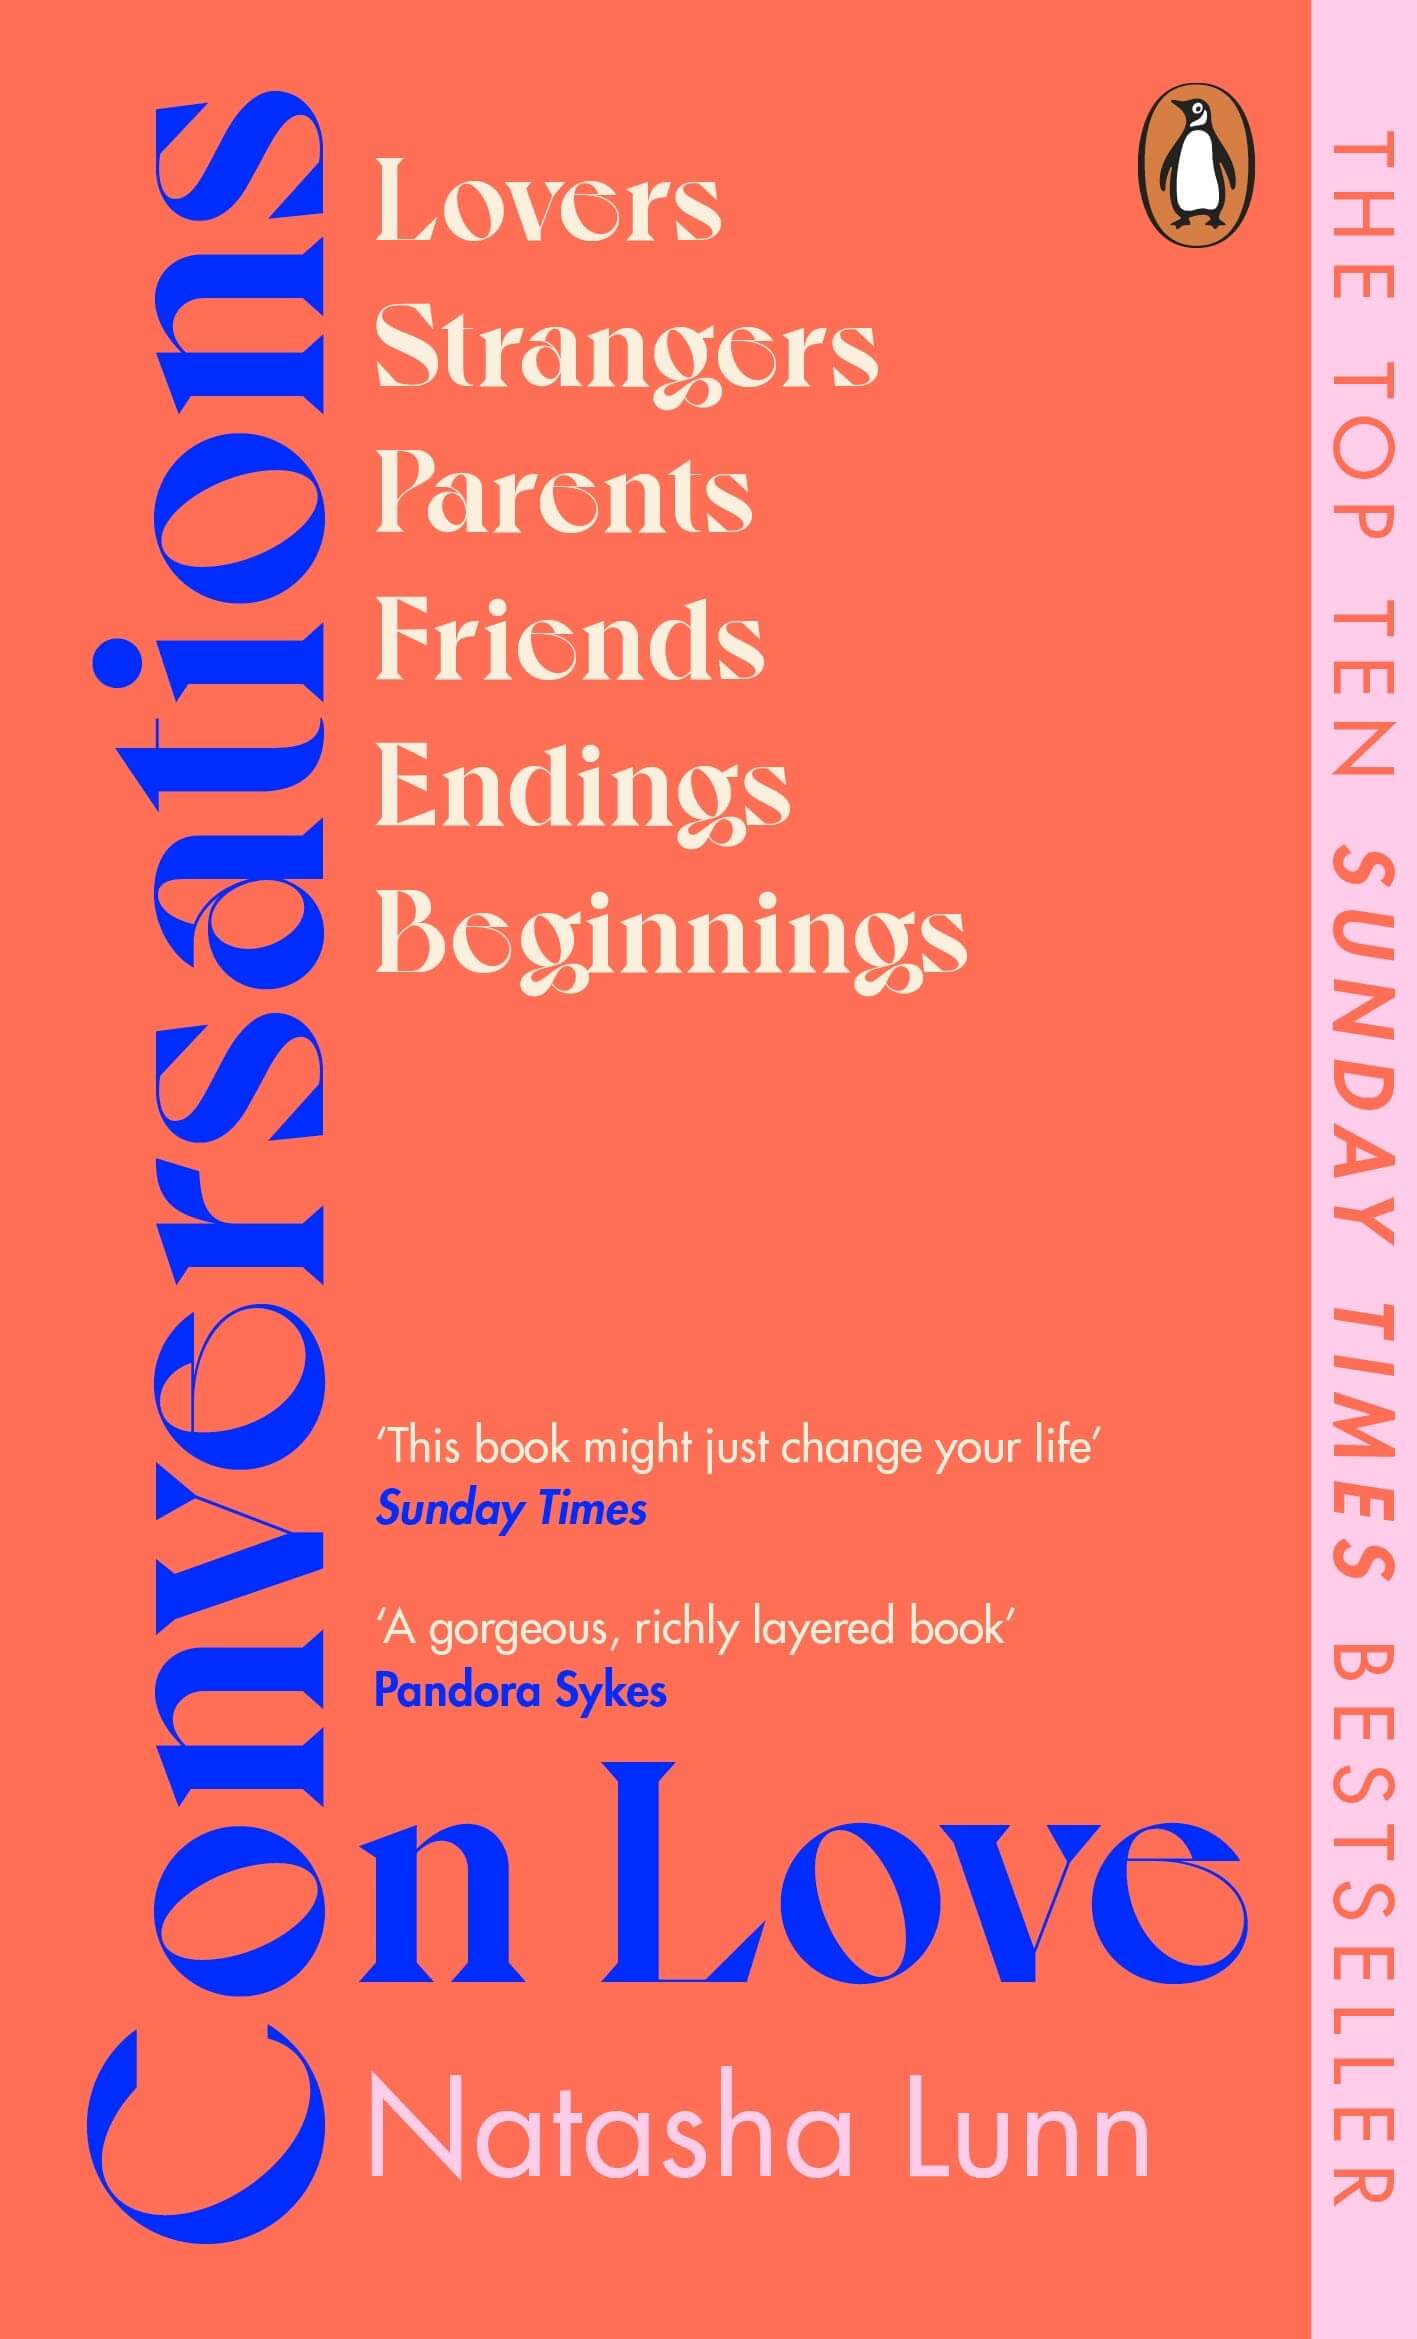 Conversations
on Love
Lovers
Strangers
Parents
Friends
Endings
Beginnings
‘This book might just change your life’
Sunday Times
‘A gorgeous, richly layered book’
Pandora Sykes
Natasha Lunn
THE TOP TEN SUNDAY TIMES BESTSELLER